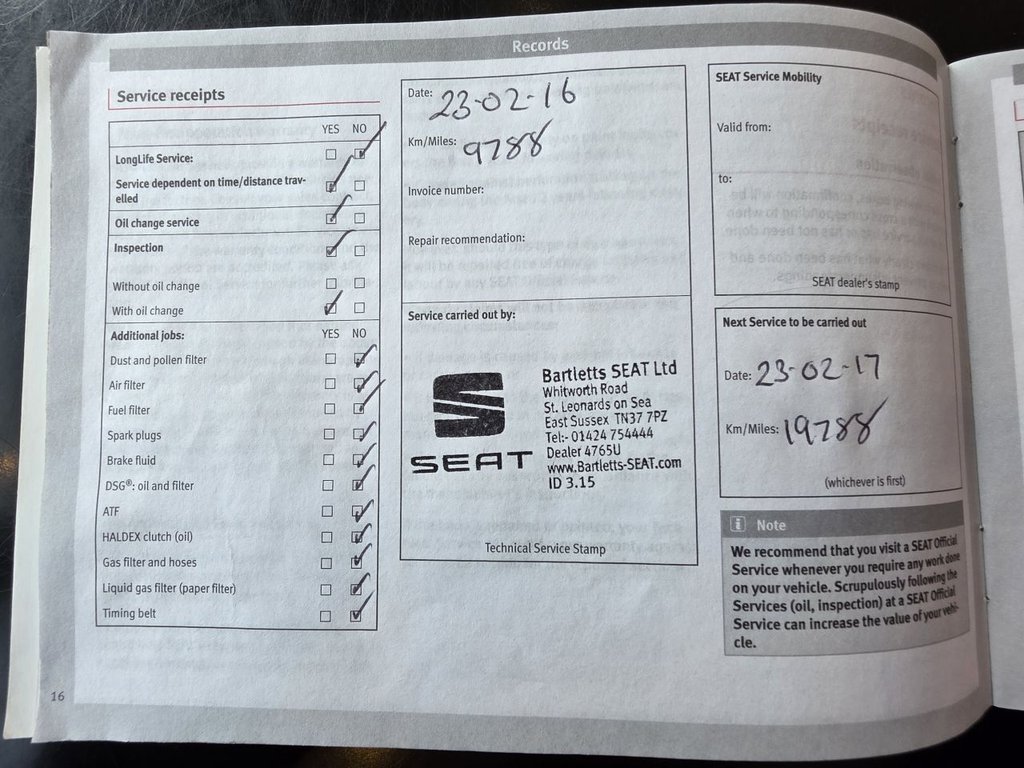 Records
Service receipts
YES NO
LongLife Service:
Service dependent on time/distance trav-
elled
Oil change service
Inspection
Without oil change
With oil change
Additional jobs: YES NO
Dust and pollen filter
Air filter
Fuel filter
Spark plugs
Brake fluid
DSG®: oil and filter
ATF
HALDEX clutch (oil)
Gas filter and hoses
Liquid gas filter (paper filter)
Timing belt
16
Date: 23-02-16
Km/Miles: 9788
Invoice number:
Repair recommendation:
Service carried out by:
SEAT
Bartletts SEAT Ltd
Whitworth Road
St. Leonards on Sea
East Sussex TN37 7PZ
Tel:- 01424 754444
Dealer 4765U
www.Bartletts-SEAT.com
ID 3.15
Technical Service Stamp
SEAT Service Mobility
Valid from:
to:
SEAT dealer's stamp
Next Service to be carried out
Date: 23-02-17
Km/Miles: 19788
(whichever is first)
i Note
We recommend that you visit a SEAT Official
Service whenever you require any work done
on your vehicle. Scrupulously following the
Services (oil, inspection) at a SEAT Official
Service can increase the value of your vehi-
cle.